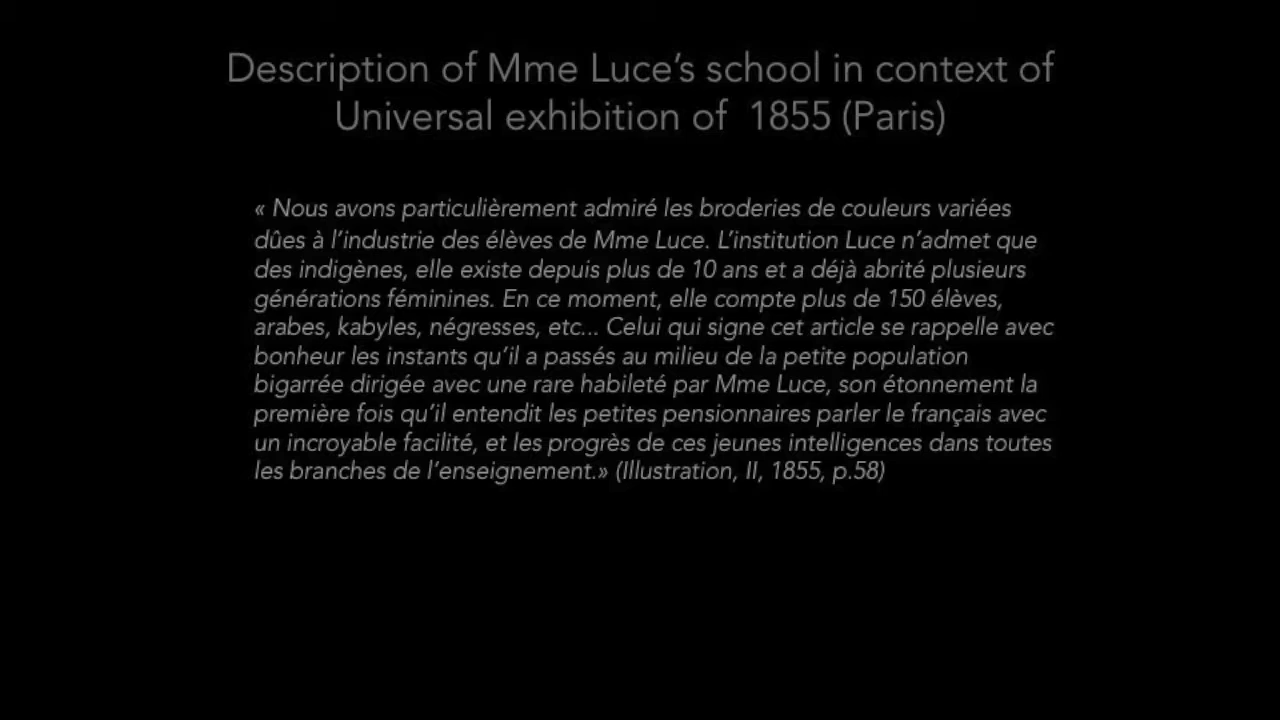 Description of Mme Luce’s school in context of
Universal exhibition of 1855 (Paris)
« Nous avons particulièrement admiré les broderies de couleurs variées
dûes à l’industrie des élèves de Mme Luce. L’institution Luce n’admet que
des indigènes, elle existe depuis plus de 10 ans et a déjà abrité plusieurs
générations féminines. En ce moment, elle compte plus de 150 élèves,
arabes, kabyles, négresses, etc... Celui qui signe cet article se rappelle avec
bonheur les instants qu’il a passés au milieu de la petite population
bigarrée dirigée avec une rare habileté par Mme Luce, son étonnement la
première fois qu’il entendit les petites pensionnaires parler le français avec
un incroyable facilité, et les progrès de ces jeunes intelligences dans toutes
les branches de l’enseignement.» (Illustration, II, 1855, p.58)